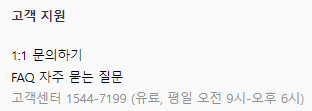 고객 지원
1:1 문의하기
FAQ 자주 묻는 질문
고객센터 1544-7199 (유료, 평일 오전 9시-오후 6시)